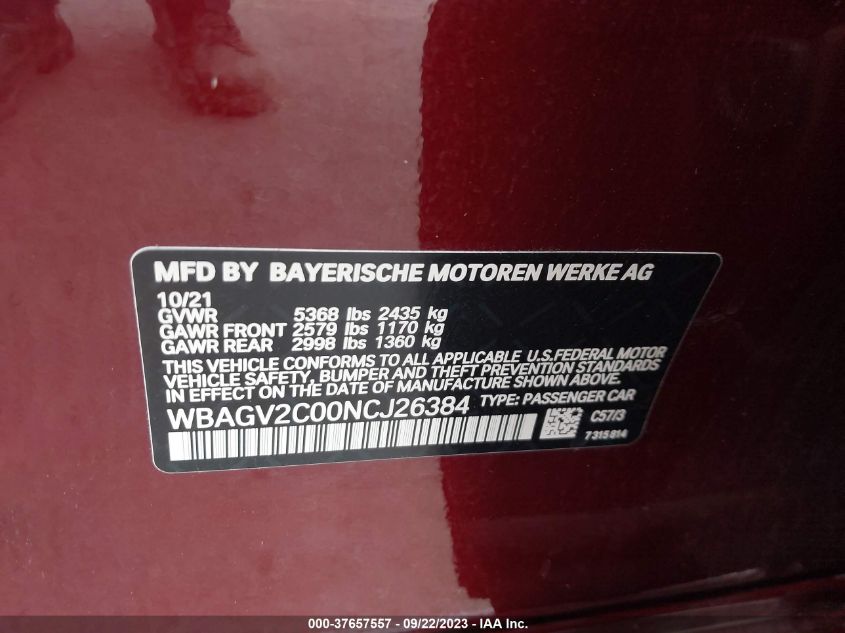 MFD BY BAYERISCHE MOTOREN WERKE AG
10/21
GVWR 5368 lbs 2435 kg
GAWR FRONT 2579 lbs 1170 kg
GAWR REAR 2998 lbs 1360 kg
THIS VEHICLE CONFORMS TO ALL APPLICABLE U.S.FEDERAL MOTOR
VEHICLE SAFETY, BUMPER AND THEFT PREVENTION STANDARDS
IN EFFECT ON THE DATE OF MANUFACTURE SHOWN ABOVE.
WBAGV2C00NCJ26384 TYPE: PASSENGER CAR
C57/3
7315814
000-37657557 - 09/22/2023 - IAA Inc.